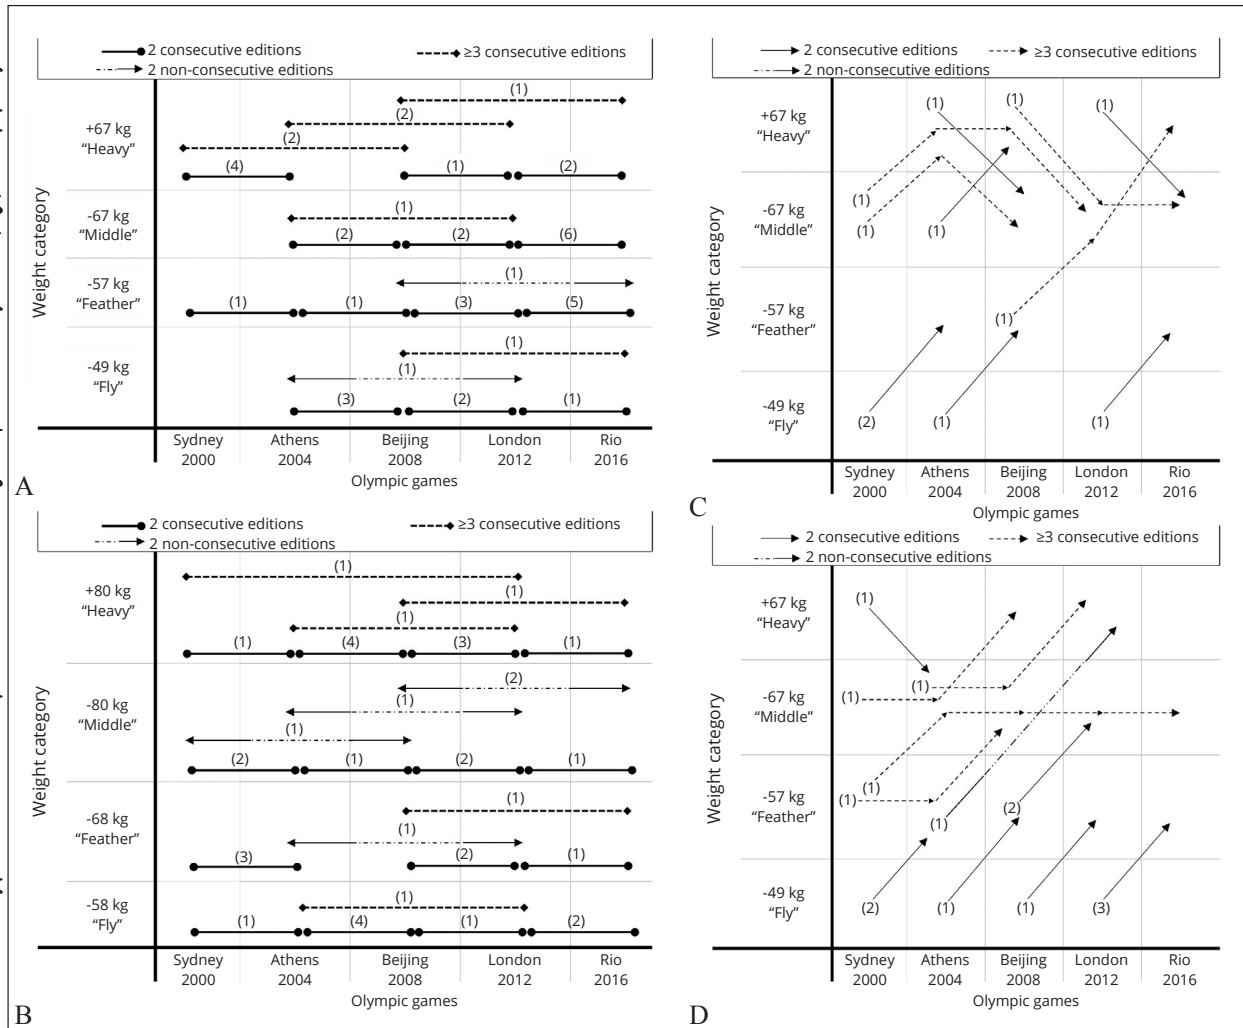 2 consecutive editions
≥3 consecutive editions
2 non-consecutive editions
Weight category
+67 kg
“Heavy”
(1)
(2)
(2)
(4)
(1)
(2)
-67 kg
“Middle”
(1)
(2)
(2)
(6)
-57 kg
“Feather”
(1)
(1)
(1)
(3)
(5)
-49 kg
“Fly”
(1)
(1)
(3)
(2)
(1)
Sydney 2000
Athens 2004
Beijing 2008
London 2012
Rio 2016
Olympic games
A
2 consecutive editions
≥3 consecutive editions
2 non-consecutive editions
Weight category
+80 kg
“Heavy”
(1)
(1)
(1)
(1)
(4)
(3)
(1)
-80 kg
“Middle”
(2)
(1)
(1)
(2)
(1)
(2)
(1)
-68 kg
“Feather”
(1)
(1)
(3)
(2)
(1)
-58 kg
“Fly”
(1)
(1)
(4)
(1)
(2)
Sydney 2000
Athens 2004
Beijing 2008
London 2012
Rio 2016
Olympic games
B
2 consecutive editions
≥3 consecutive editions
2 non-consecutive editions
Weight category
+67 kg
“Heavy”
(1)
(1)
(1)
-67 kg
“Middle”
(1)
(1)
(1)
-57 kg
“Feather”
(1)
-49 kg
“Fly”
(2)
(1)
(1)
Sydney 2000
Athens 2004
Beijing 2008
London 2012
Rio 2016
Olympic games
C
2 consecutive editions
≥3 consecutive editions
2 non-consecutive editions
Weight category
+67 kg
“Heavy”
(1)
-67 kg
“Middle”
(1)
(1)
-57 kg
“Feather”
(1)
(1)
(1)
(2)
-49 kg
“Fly”
(2)
(1)
(1)
(3)
Sydney 2000
Athens 2004
Beijing 2008
London 2012
Rio 2016
Olympic games
D